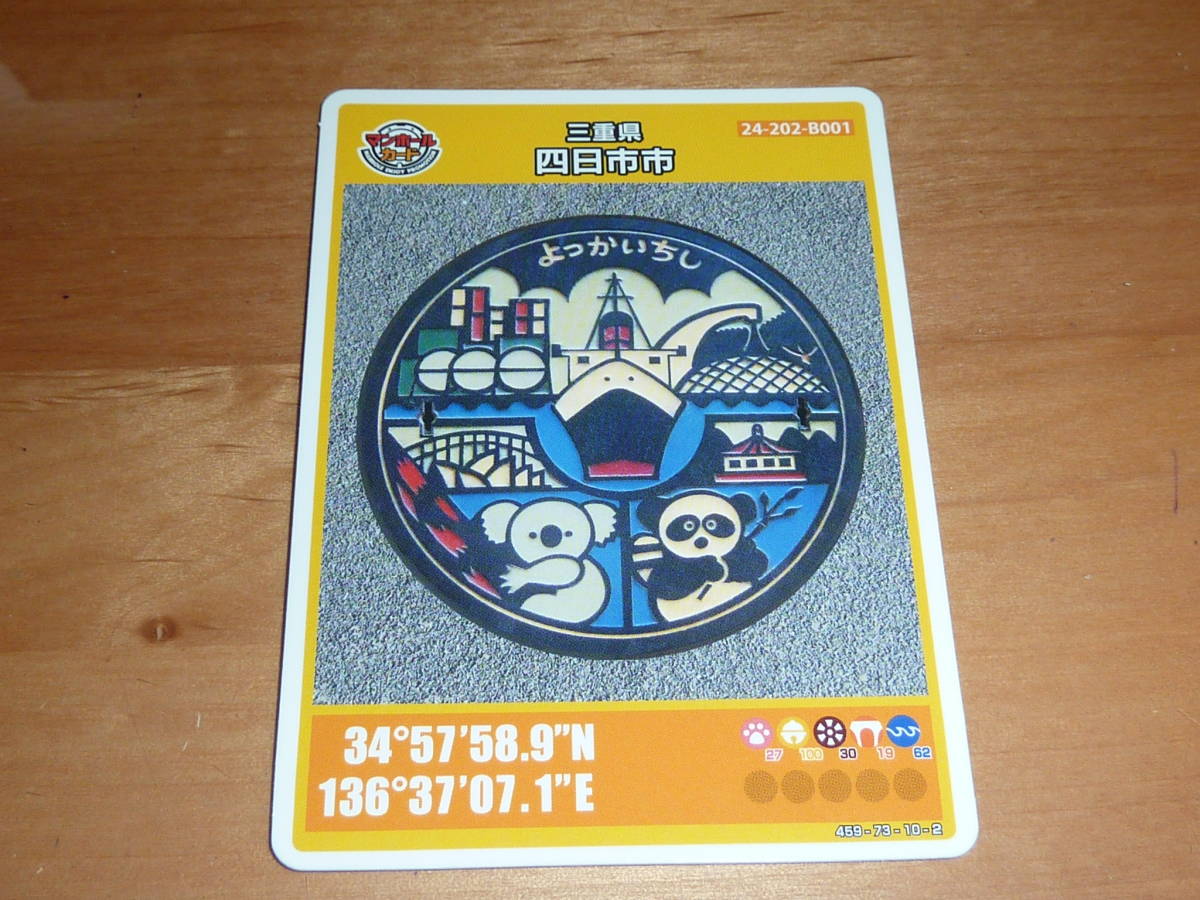 マンホール
カード
三重県
四日市市
24-202-B001
よっかいちし
34°57'58.9"N
136°37'07.1"E
27 100 30 19 62
459-73-10-2